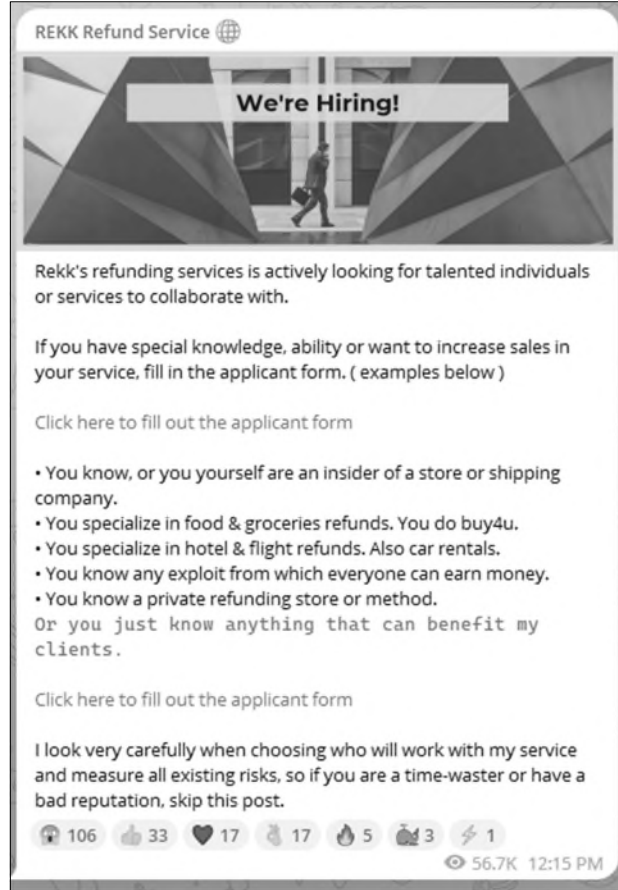 REKK Refund Service
We're Hiring!
Rekk's refunding services is actively looking for talented individuals
or services to collaborate with.
If you have special knowledge, ability or want to increase sales in
your service, fill in the applicant form. ( examples below )
Click here to fill out the applicant form
• You know, or you yourself are an insider of a store or shipping
company.
• You specialize in food & groceries refunds. You do buy4u.
• You specialize in hotel & flight refunds. Also car rentals.
• You know any exploit from which everyone can earn money.
• You know a private refunding store or method.
Or you just know anything that can benefit my
clients.
Click here to fill out the applicant form
I look very carefully when choosing who will work with my service
and measure all existing risks, so if you are a time-waster or have a
bad reputation, skip this post.
106 33 17 17 5 3 1
56.7K 12:15 PM